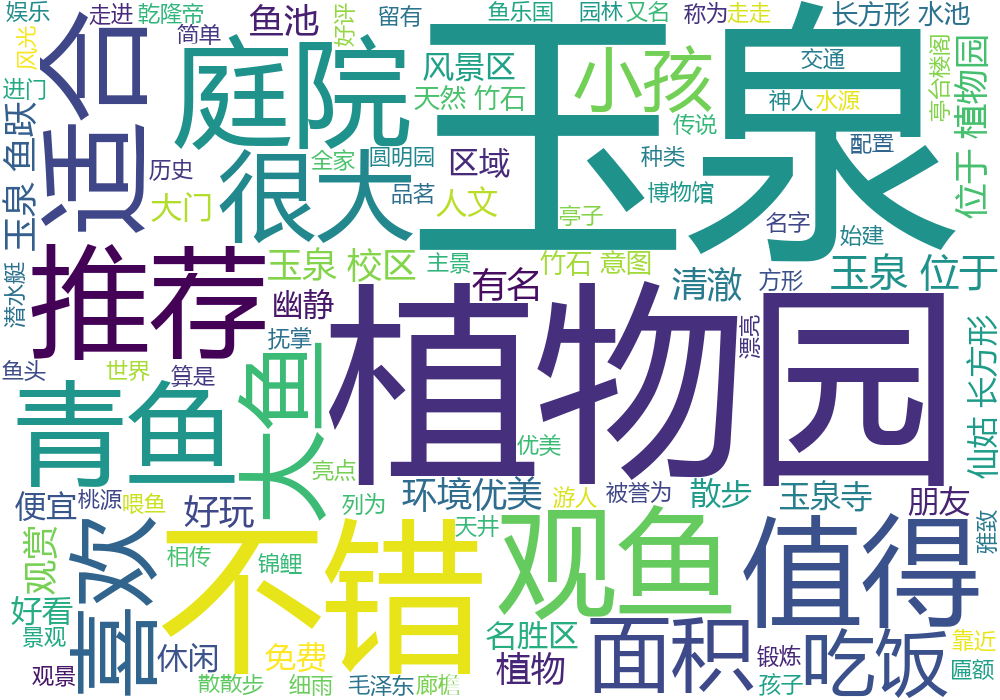 娱乐
走进
乾隆帝
鱼池
好评
留有
鱼乐国
园林
又名
称为
走走
长方形 水池
风光
简单
进门
适合
庭院
风景区
小孩
玉泉
交通
亭台楼阁
植物园
天然 竹石
神人
水源
玉泉 鱼跃
传说
配置
历史
全家
圆明园
区域
种类
位于
很大
品茗
人文
博物馆
大门
亭子
名字
始建
潜水艇
推荐
玉泉 校区
主景
竹石 意图
玉泉 位于
幽静
有名
清澈
方形
抚掌
漂亮
仙姑 长方形
鱼头
世界
算是
大鱼
植物园
青鱼
优美
亮点
便宜
桃源
喂鱼
好玩
列为
环境优美
游人
被誉为
散步
玉泉寺
朋友
雅致
天井
观赏
喜欢
不错
观鱼
值得
相传
锦鲤
好看
景观
观景
休闲
免费
名胜区
植物
面积
锻炼
吃饭
靠近
匾额
孩子
散散步
细雨
毛泽东
廊檐